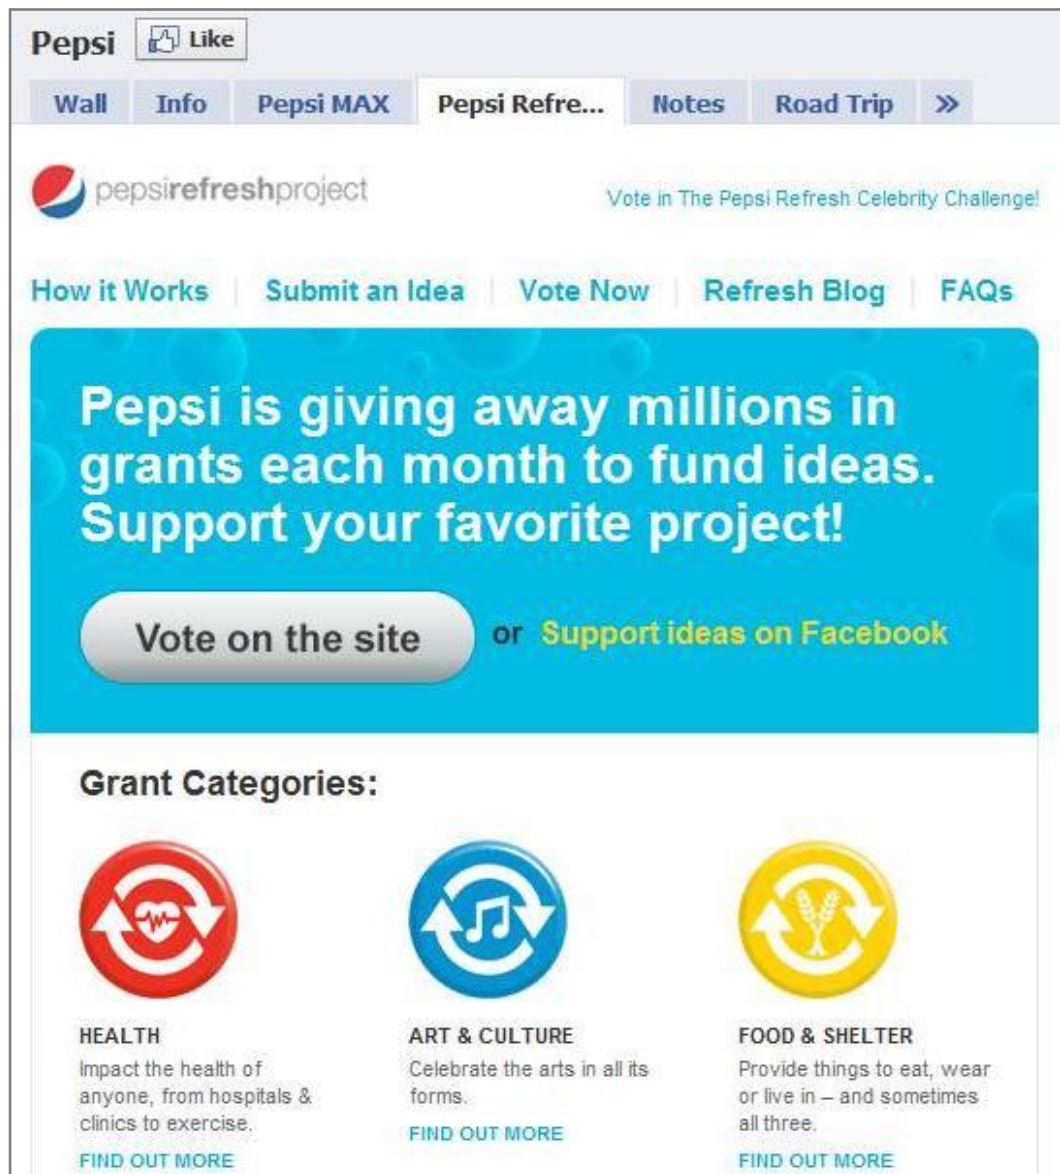 Pepsi Like
Wall Info Pepsi MAX Pepsi Refre... Notes Road Trip »
pepsirefreshproject
Vote in The Pepsi Refresh Celebrity Challenge!
How it Works Submit an Idea Vote Now Refresh Blog FAQs
Pepsi is giving away millions in
grants each month to fund ideas.
Support your favorite project!
Vote on the site or Support ideas on Facebook
Grant Categories:
HEALTH
Impact the health of
anyone, from hospitals &
clinics to exercise.
FIND OUT MORE
ART & CULTURE
Celebrate the arts in all its
forms.
FIND OUT MORE
FOOD & SHELTER
Provide things to eat, wear
or live in – and sometimes
all three.
FIND OUT MORE